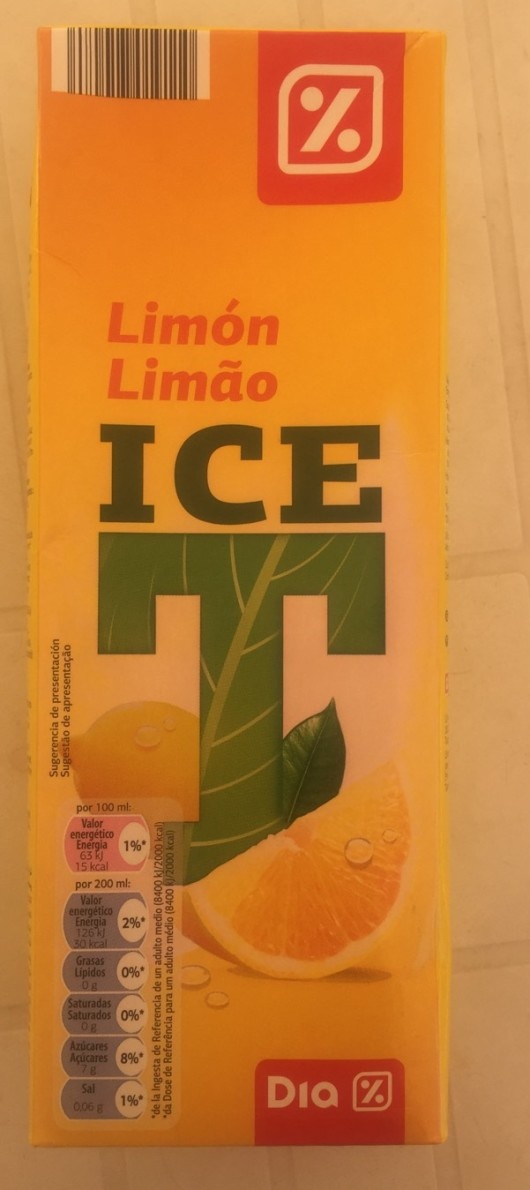 Limón
Limão
ICE
T
Sugerencia de presentación
Sugestão de apresentação
por 100 ml:
Valor
energético
Energia
63 kJ
15 kcal
1%*
por 200 ml:
Valor
energético
Energia
126 kJ
30 kcal
2%*
Grasas
Lípidos
0 g
0%*
Saturadas
Saturados
0 g
0%*
Azúcares
Açúcares
7 g
8%*
Sal
0,06 g
1%*
*de la Ingesta de Referencia de un adulto medio (8400 kJ/2000 kcal)
*da Dose de Referência para um adulto médio (8400 kJ/2000 kcal)
Dia %